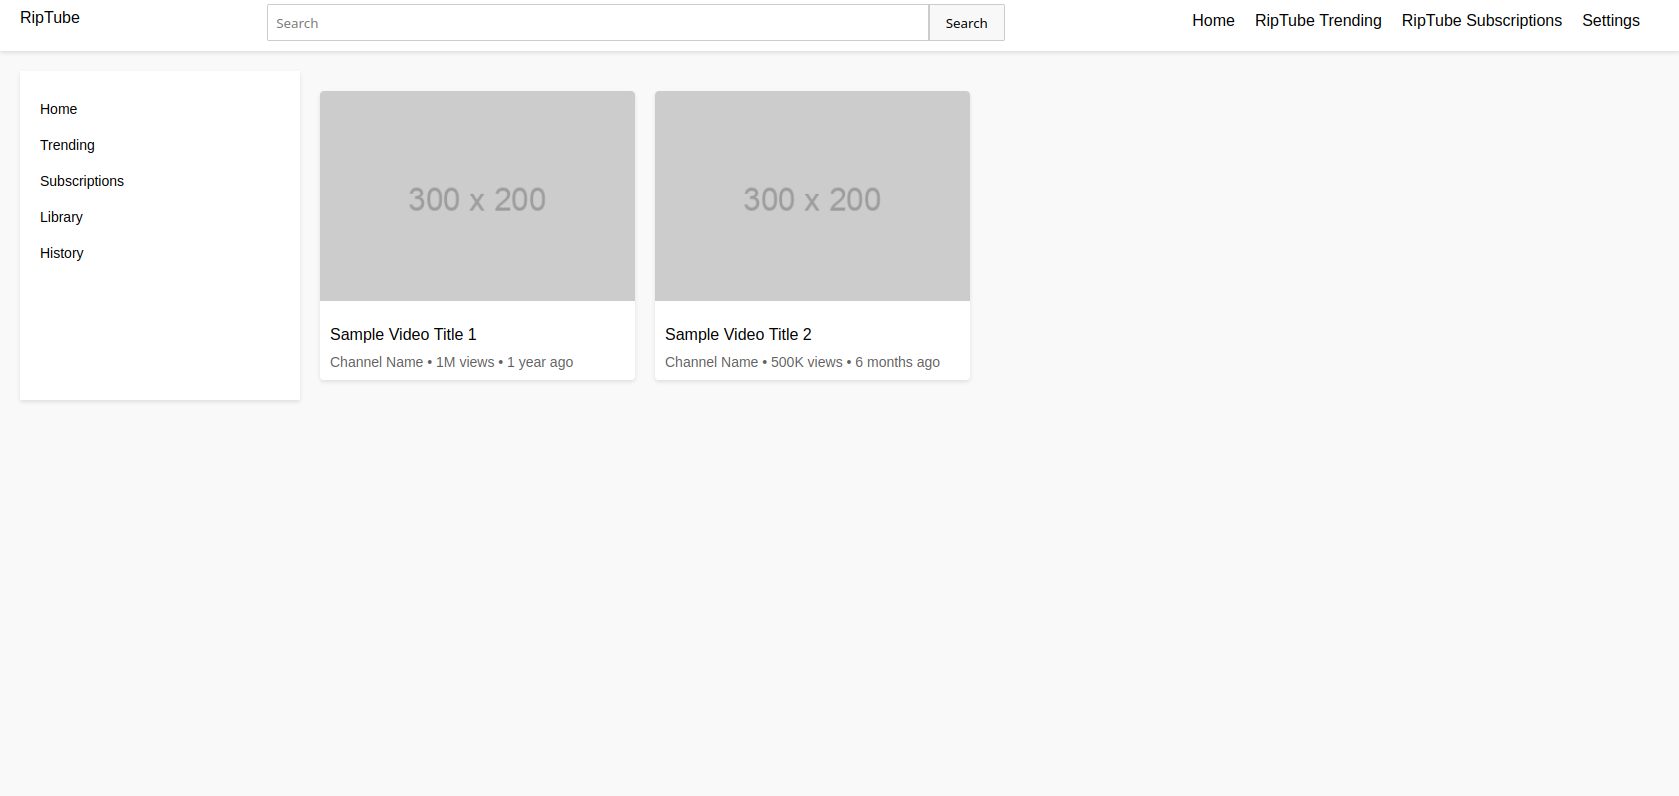 RipTube
Search
Search
Home
RipTube Trending
RipTube Subscriptions
Settings
Home
Trending
Subscriptions
Library
History
300 x 200
Sample Video Title 1
Channel Name • 1M views • 1 year ago
300 x 200
Sample Video Title 2
Channel Name • 500K views • 6 months ago